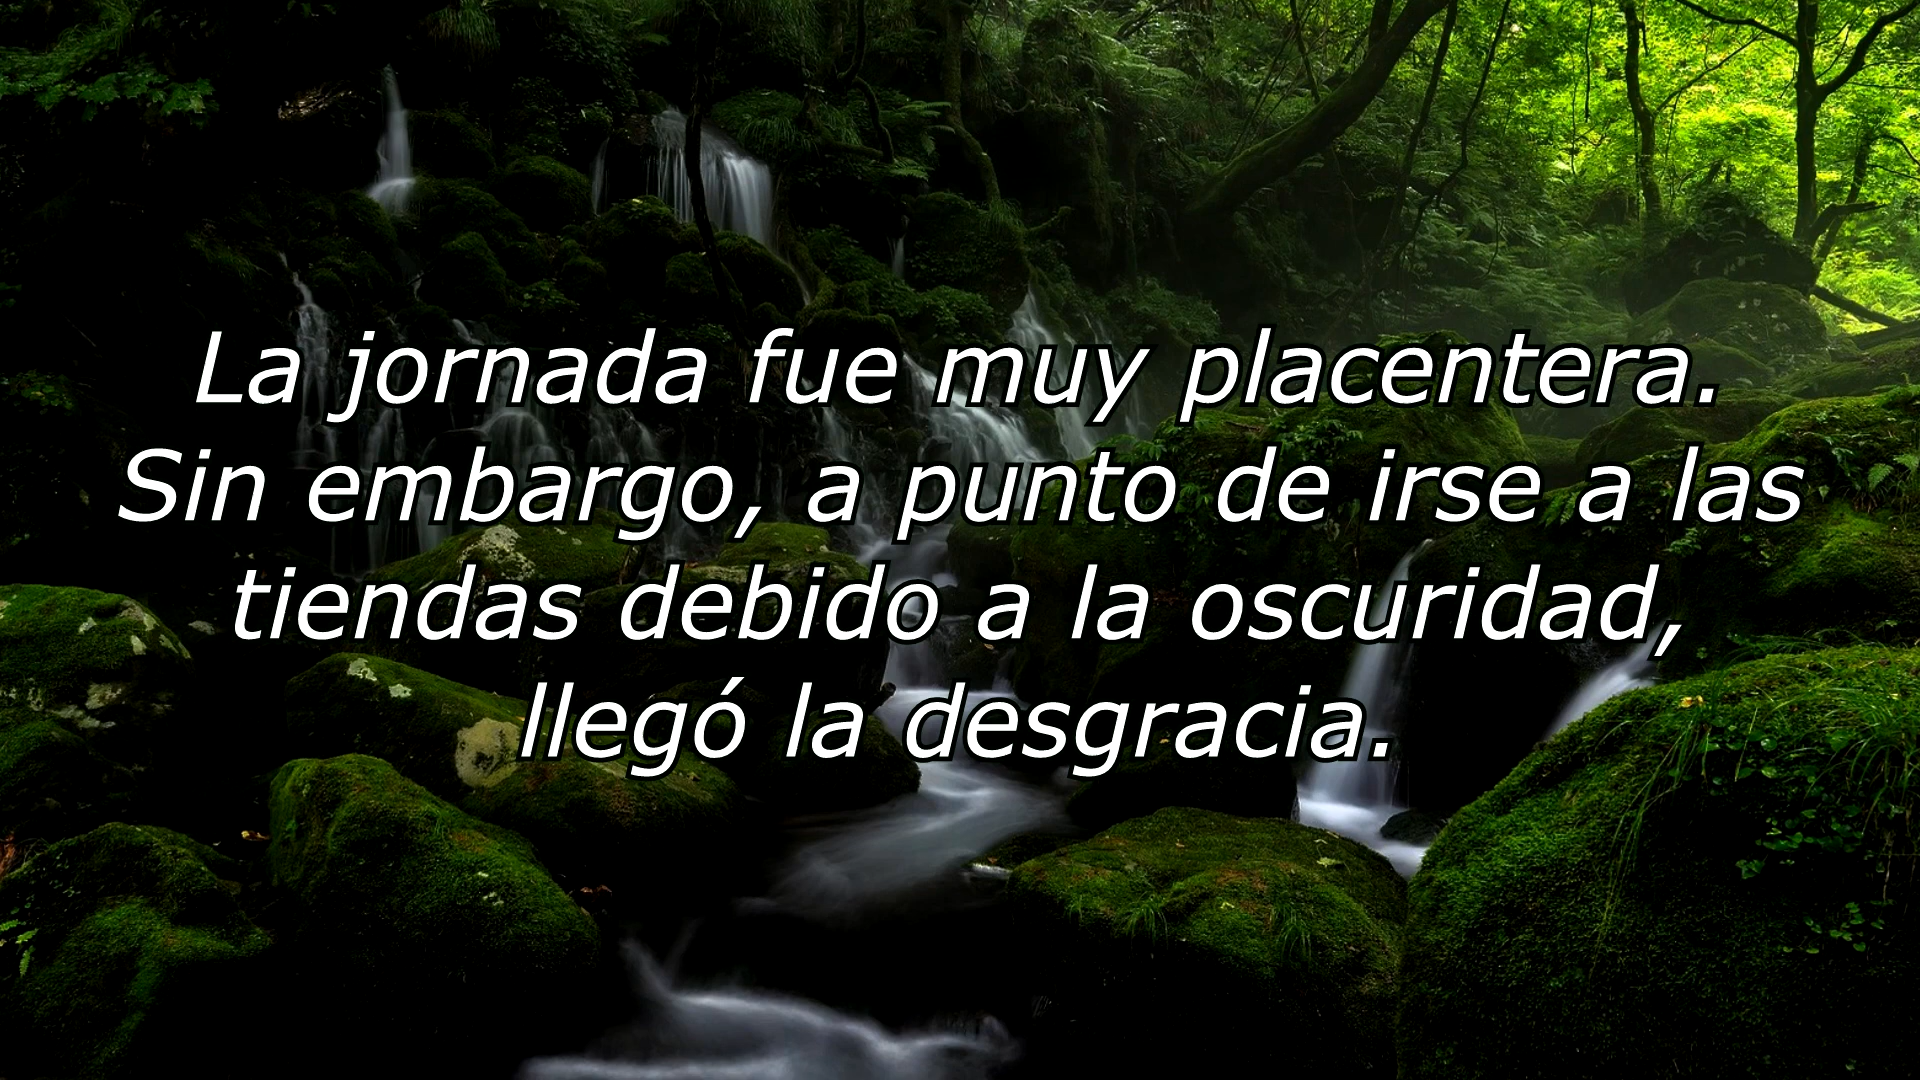 La jornada fue muy placentera.
Sin embargo, a punto de irse a las
tiendas debido a la oscuridad,
llegó la desgracia.